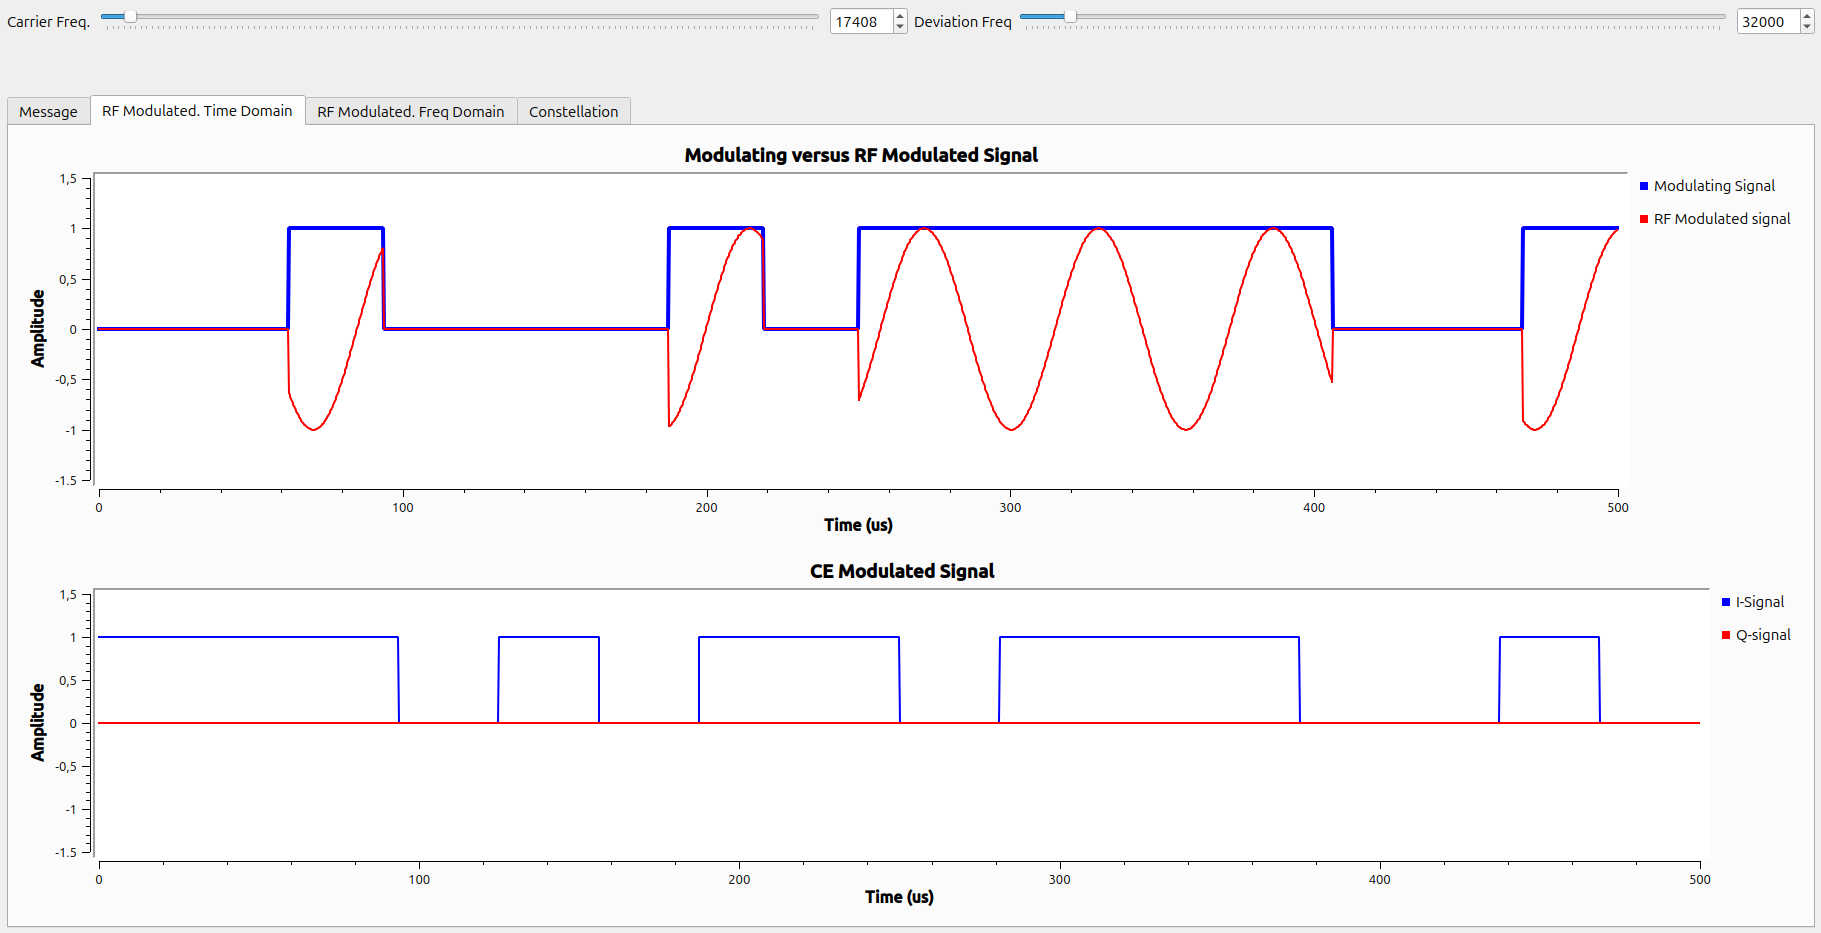 Carrier Freq. 17408 Deviation Freq 32000
Message RF Modulated. Time Domain RF Modulated. Freq Domain Constellation
Modulating versus RF Modulated Signal
1,5
1
0,5
0
-0,5
-1
-1.5
Amplitude
0 100 200 300 400 500
Time (us)
Modulating Signal
RF Modulated signal
CE Modulated Signal
1,5
1
0,5
0
-0,5
-1
-1.5
Amplitude
0 100 200 300 400 500
Time (us)
I-Signal
Q-signal